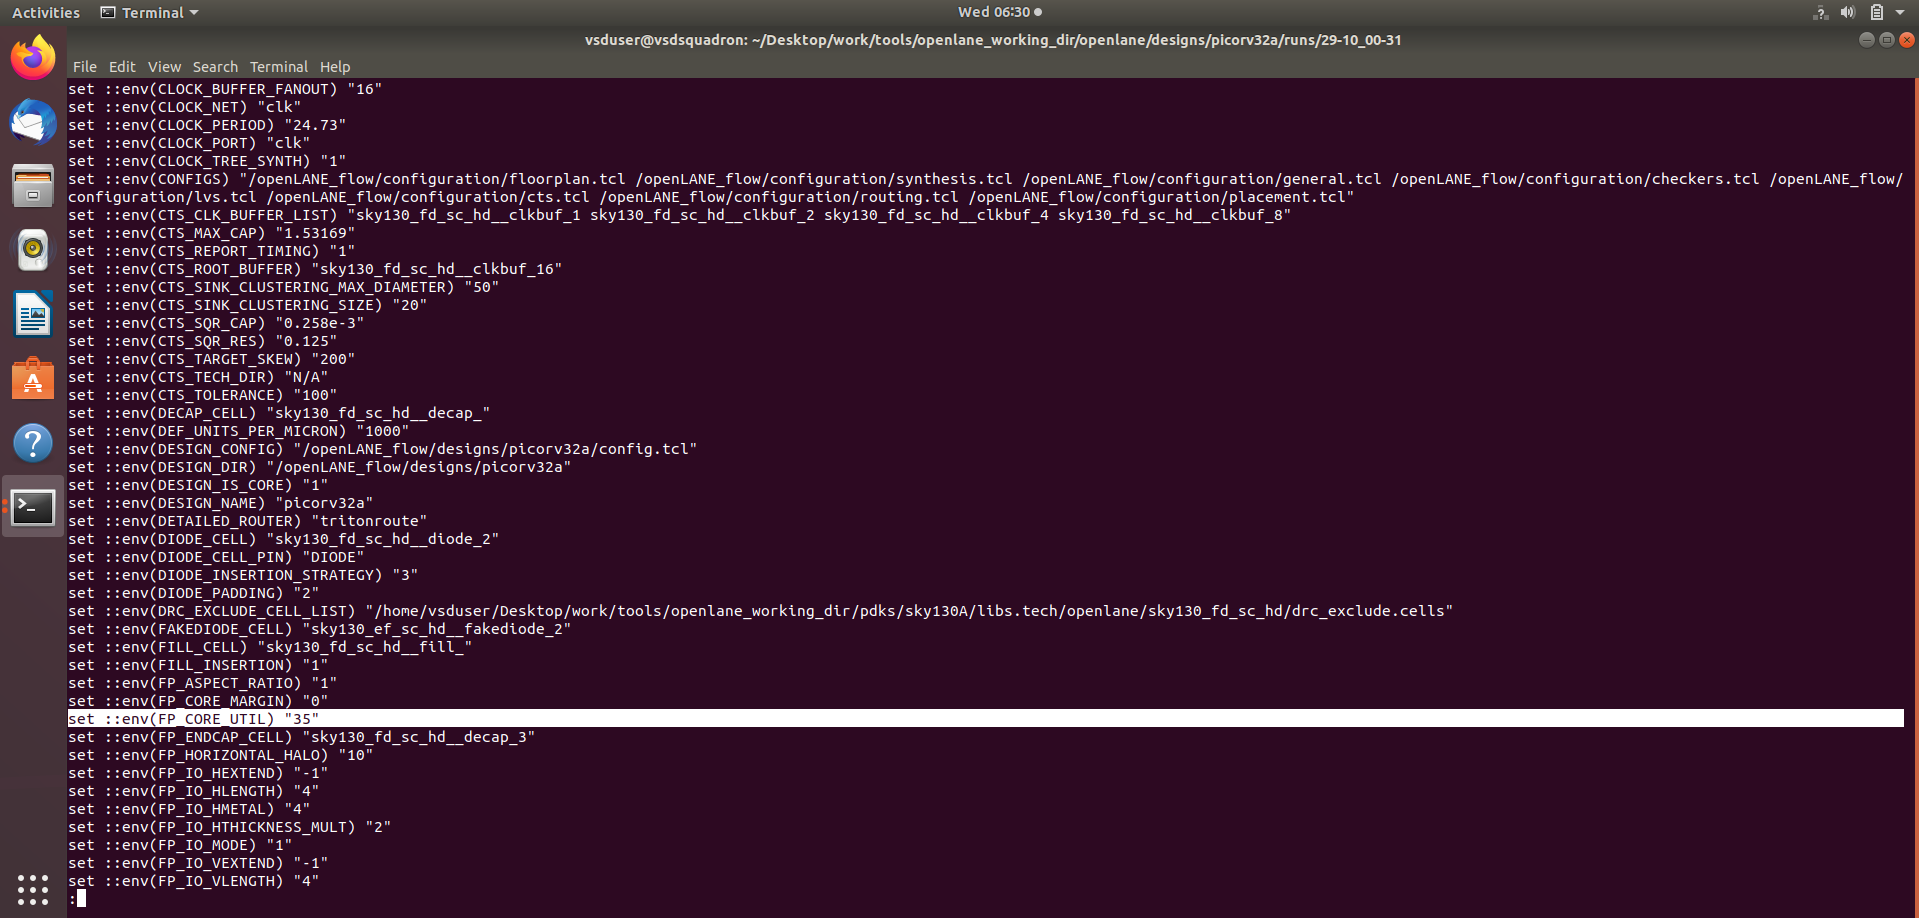 Activities
Terminal
Wed 06:30
vsduser@vsdsquadron: ~/Desktop/work/tools/openlane_working_dir/openlane/designs/picorv32a/runs/29-10_00-31
File Edit View Search Terminal Help
set ::env(CLOCK_BUFFER_FANOUT) "16"
set ::env(CLOCK_NET) "clk"
set ::env(CLOCK_PERIOD) "24.73"
set ::env(CLOCK_PORT) "clk"
set ::env(CLOCK_TREE_SYNTH) "1"
set ::env(CONFIGS) "/openLANE_flow/configuration/floorplan.tcl /openLANE_flow/configuration/synthesis.tcl /openLANE_flow/configuration/general.tcl /openLANE_flow/configuration/checkers.tcl /openLANE_flow/
configuration/lvs.tcl /openLANE_flow/configuration/cts.tcl /openLANE_flow/configuration/routing.tcl /openLANE_flow/configuration/placement.tcl"
set ::env(CTS_CLK_BUFFER_LIST) "sky130_fd_sc_hd__clkbuf_1 sky130_fd_sc_hd__clkbuf_2 sky130_fd_sc_hd__clkbuf_4 sky130_fd_sc_hd__clkbuf_8"
set ::env(CTS_MAX_CAP) "1.53169"
set ::env(CTS_REPORT_TIMING) "1"
set ::env(CTS_ROOT_BUFFER) "sky130_fd_sc_hd__clkbuf_16"
set ::env(CTS_SINK_CLUSTERING_MAX_DIAMETER) "50"
set ::env(CTS_SINK_CLUSTERING_SIZE) "20"
set ::env(CTS_SQR_CAP) "0.258e-3"
set ::env(CTS_SQR_RES) "0.125"
set ::env(CTS_TARGET_SKEW) "200"
set ::env(CTS_TECH_DIR) "N/A"
set ::env(CTS_TOLERANCE) "100"
set ::env(DECAP_CELL) "sky130_fd_sc_hd__decap_"
set ::env(DEF_UNITS_PER_MICRON) "1000"
set ::env(DESIGN_CONFIG) "/openLANE_flow/designs/picorv32a/config.tcl"
set ::env(DESIGN_DIR) "/openLANE_flow/designs/picorv32a"
set ::env(DESIGN_IS_CORE) "1"
set ::env(DESIGN_NAME) "picorv32a"
set ::env(DETAILED_ROUTER) "tritonroute"
set ::env(DIODE_CELL) "sky130_fd_sc_hd__diode_2"
set ::env(DIODE_CELL_PIN) "DIODE"
set ::env(DIODE_INSERTION_STRATEGY) "3"
set ::env(DIODE_PADDING) "2"
set ::env(DRC_EXCLUDE_CELL_LIST) "/home/vsduser/Desktop/work/tools/openlane_working_dir/pdks/sky130A/libs.tech/openlane/sky130_fd_sc_hd/drc_exclude.cells"
set ::env(FAKEDIODE_CELL) "sky130_ef_sc_hd__fakediode_2"
set ::env(FILL_CELL) "sky130_fd_sc_hd__fill_"
set ::env(FILL_INSERTION) "1"
set ::env(FP_ASPECT_RATIO) "1"
set ::env(FP_CORE_MARGIN) "0"
set ::env(FP_CORE_UTIL) "35"
set ::env(FP_ENDCAP_CELL) "sky130_fd_sc_hd__decap_3"
set ::env(FP_HORIZONTAL_HALO) "10"
set ::env(FP_IO_HEXTEND) "-1"
set ::env(FP_IO_HLENGTH) "4"
set ::env(FP_IO_HMETAL) "4"
set ::env(FP_IO_HTHICKNESS_MULT) "2"
set ::env(FP_IO_MODE) "1"
set ::env(FP_IO_VEXTEND) "-1"
set ::env(FP_IO_VLENGTH) "4"
: